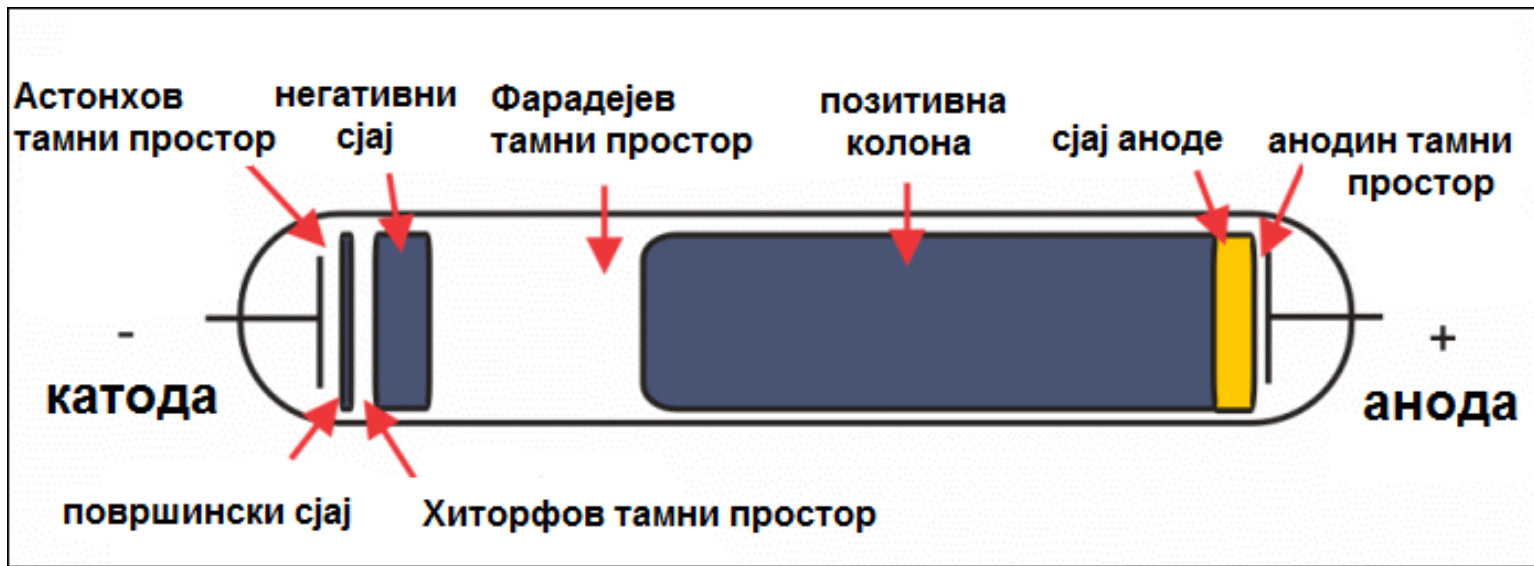 Астонхов
тамни простор
негативни
сјај
Фарадејев
тамни простор
позитивна
колона
сјај аноде
анодин тамни
простор
-
катода
+
анода
површински сјај
Хиторфов тамни простор